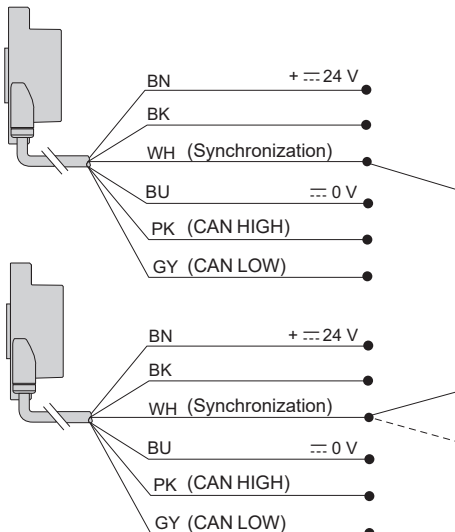 BN + ⎓ 24 V
BK
WH (Synchronization)
BU ⎓ 0 V
PK (CAN HIGH)
GY (CAN LOW)
BN + ⎓ 24 V
BK
WH (Synchronization)
BU ⎓ 0 V
PK (CAN HIGH)
GY (CAN LOW)